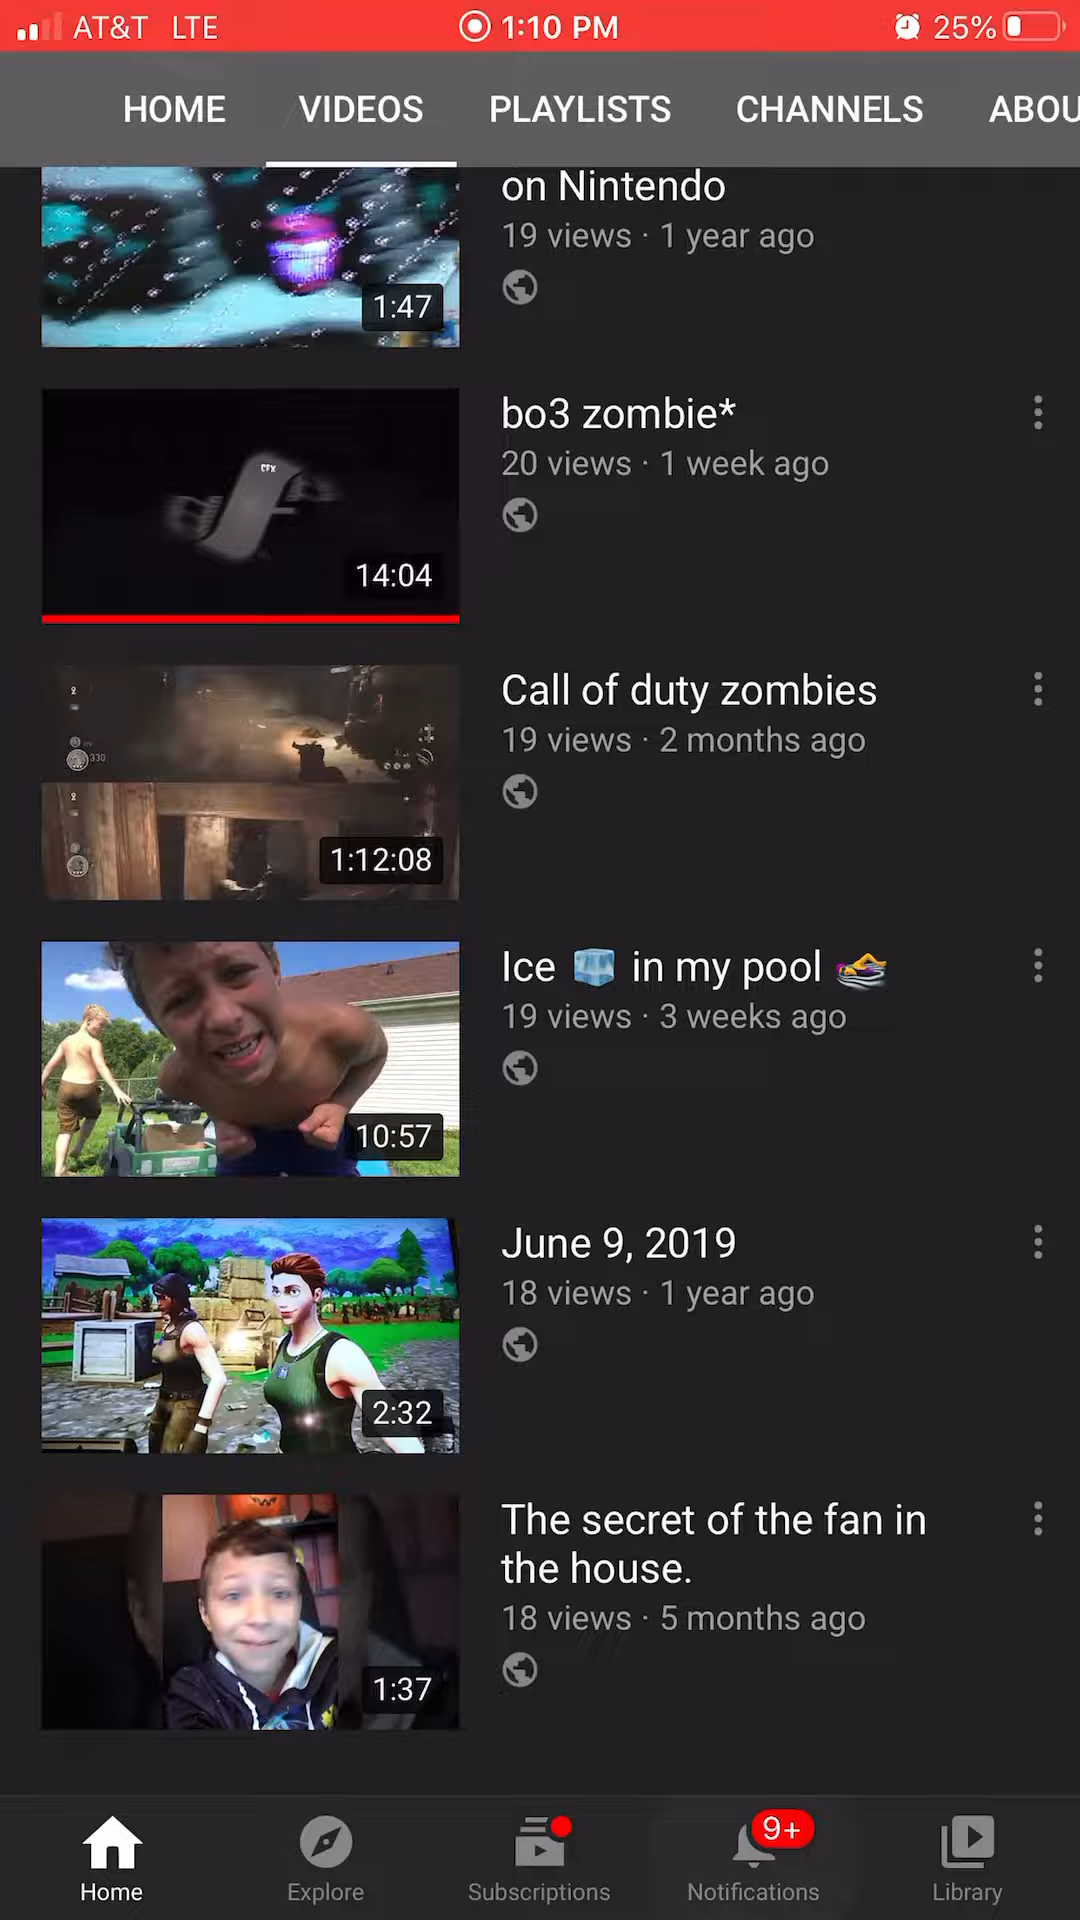 AT&T LTE 1:10 PM 25%
HOME VIDEOS PLAYLISTS CHANNELS ABOU
on Nintendo
19 views · 1 year ago
1:47
bo3 zombie*
20 views · 1 week ago
14:04
Call of duty zombies
19 views · 2 months ago
330
1:12:08
Ice 🧊 in my pool 🏊
19 views · 3 weeks ago
10:57
June 9, 2019
18 views · 1 year ago
2:32
The secret of the fan in
the house.
18 views · 5 months ago
1:37
9+
Home Explore Subscriptions Notifications Library